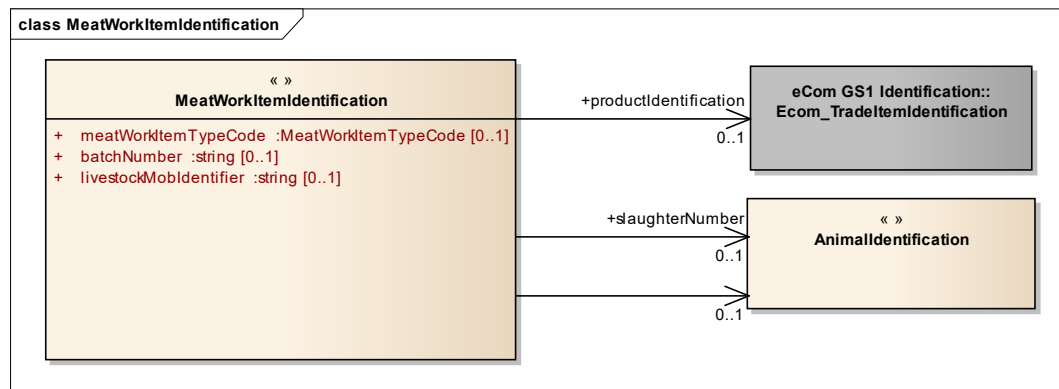 class MeatWorkItemIdentification
« »
MeatWorkItemIdentification
+ meatWorkItemTypeCode :MeatWorkItemTypeCode [0..1]
+ batchNumber :string [0..1]
+ livestockMobIdentifier :string [0..1]
+productIdentification
0..1
eCom GS1 Identification::
Ecom_TradeItemIdentification
+slaughterNumber
0..1
« »
AnimalIdentification
0..1